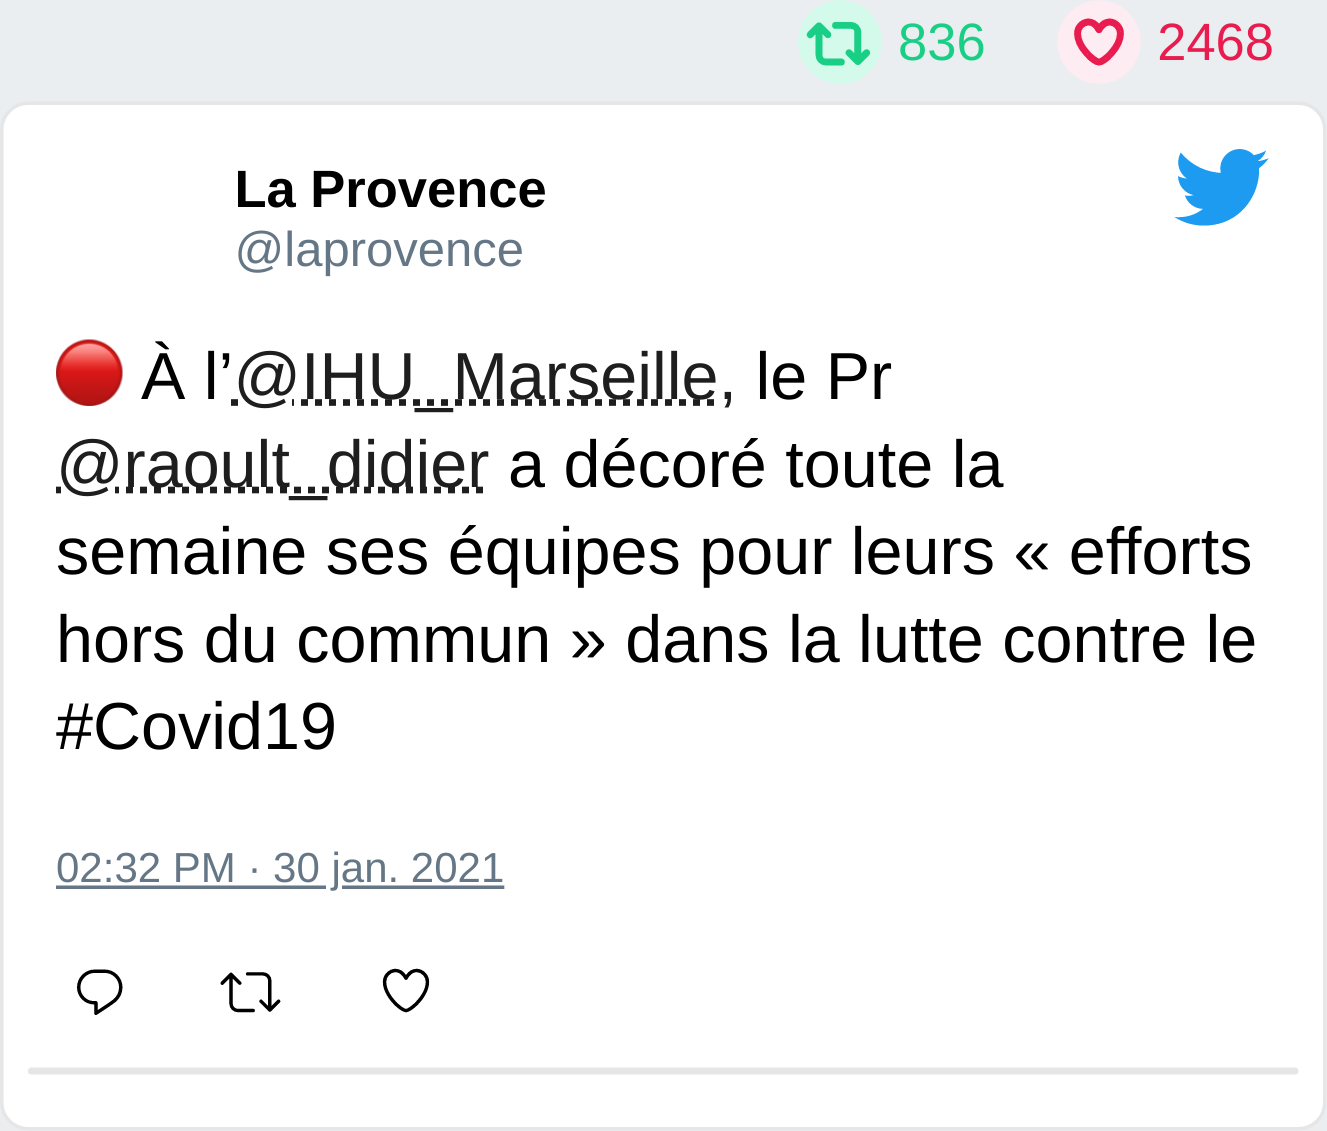 836 2468
La Provence
@laprovence
🔴 À l’@IHU_Marseille, le Pr
@raoult_didier a décoré toute la
semaine ses équipes pour leurs « efforts
hors du commun » dans la lutte contre le
#Covid19
02:32 PM · 30 jan. 2021